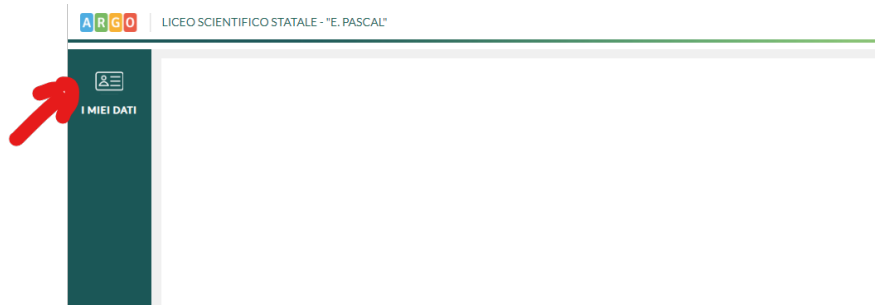 ARGO
LICEO SCIENTIFICO STATALE - "E. PASCAL"
I MIEI DATI